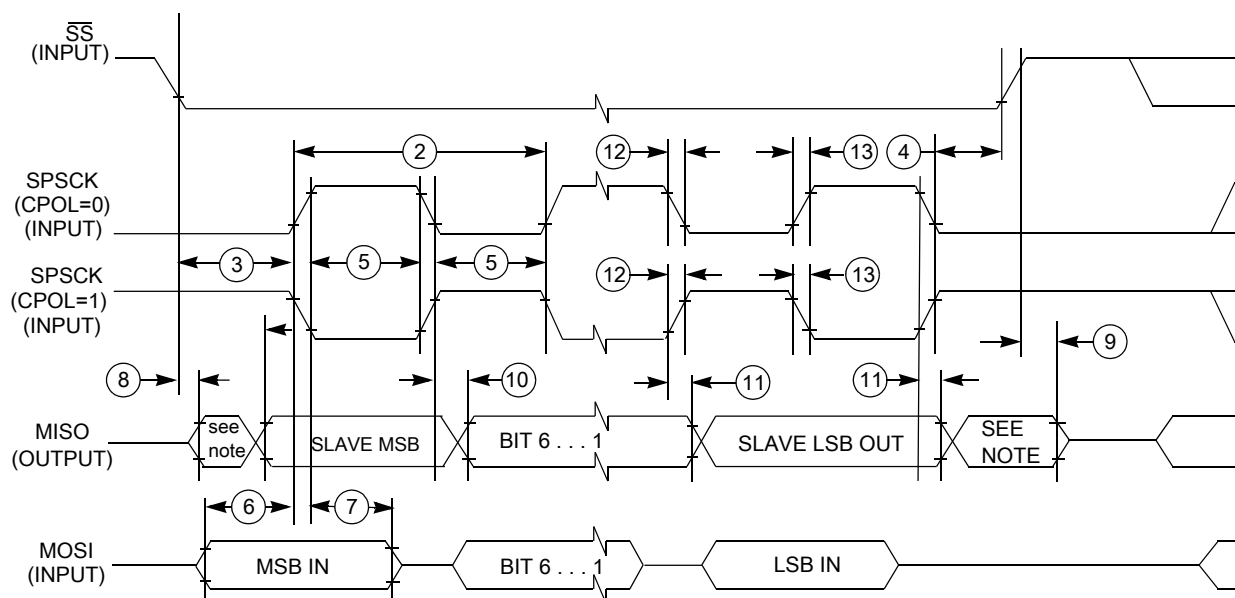 SS
(INPUT)
2
12
13
4
SPSCK
(CPOL=0)
(INPUT)
3
5
5
SPSCK
(CPOL=1)
(INPUT)
12
13
9
8
10
11
11
MISO
(OUTPUT)
see
note
SLAVE MSB
BIT 6 . . . 1
SLAVE LSB OUT
SEE
NOTE
6
7
MOSI
(INPUT)
MSB IN
BIT 6 . . . 1
LSB IN